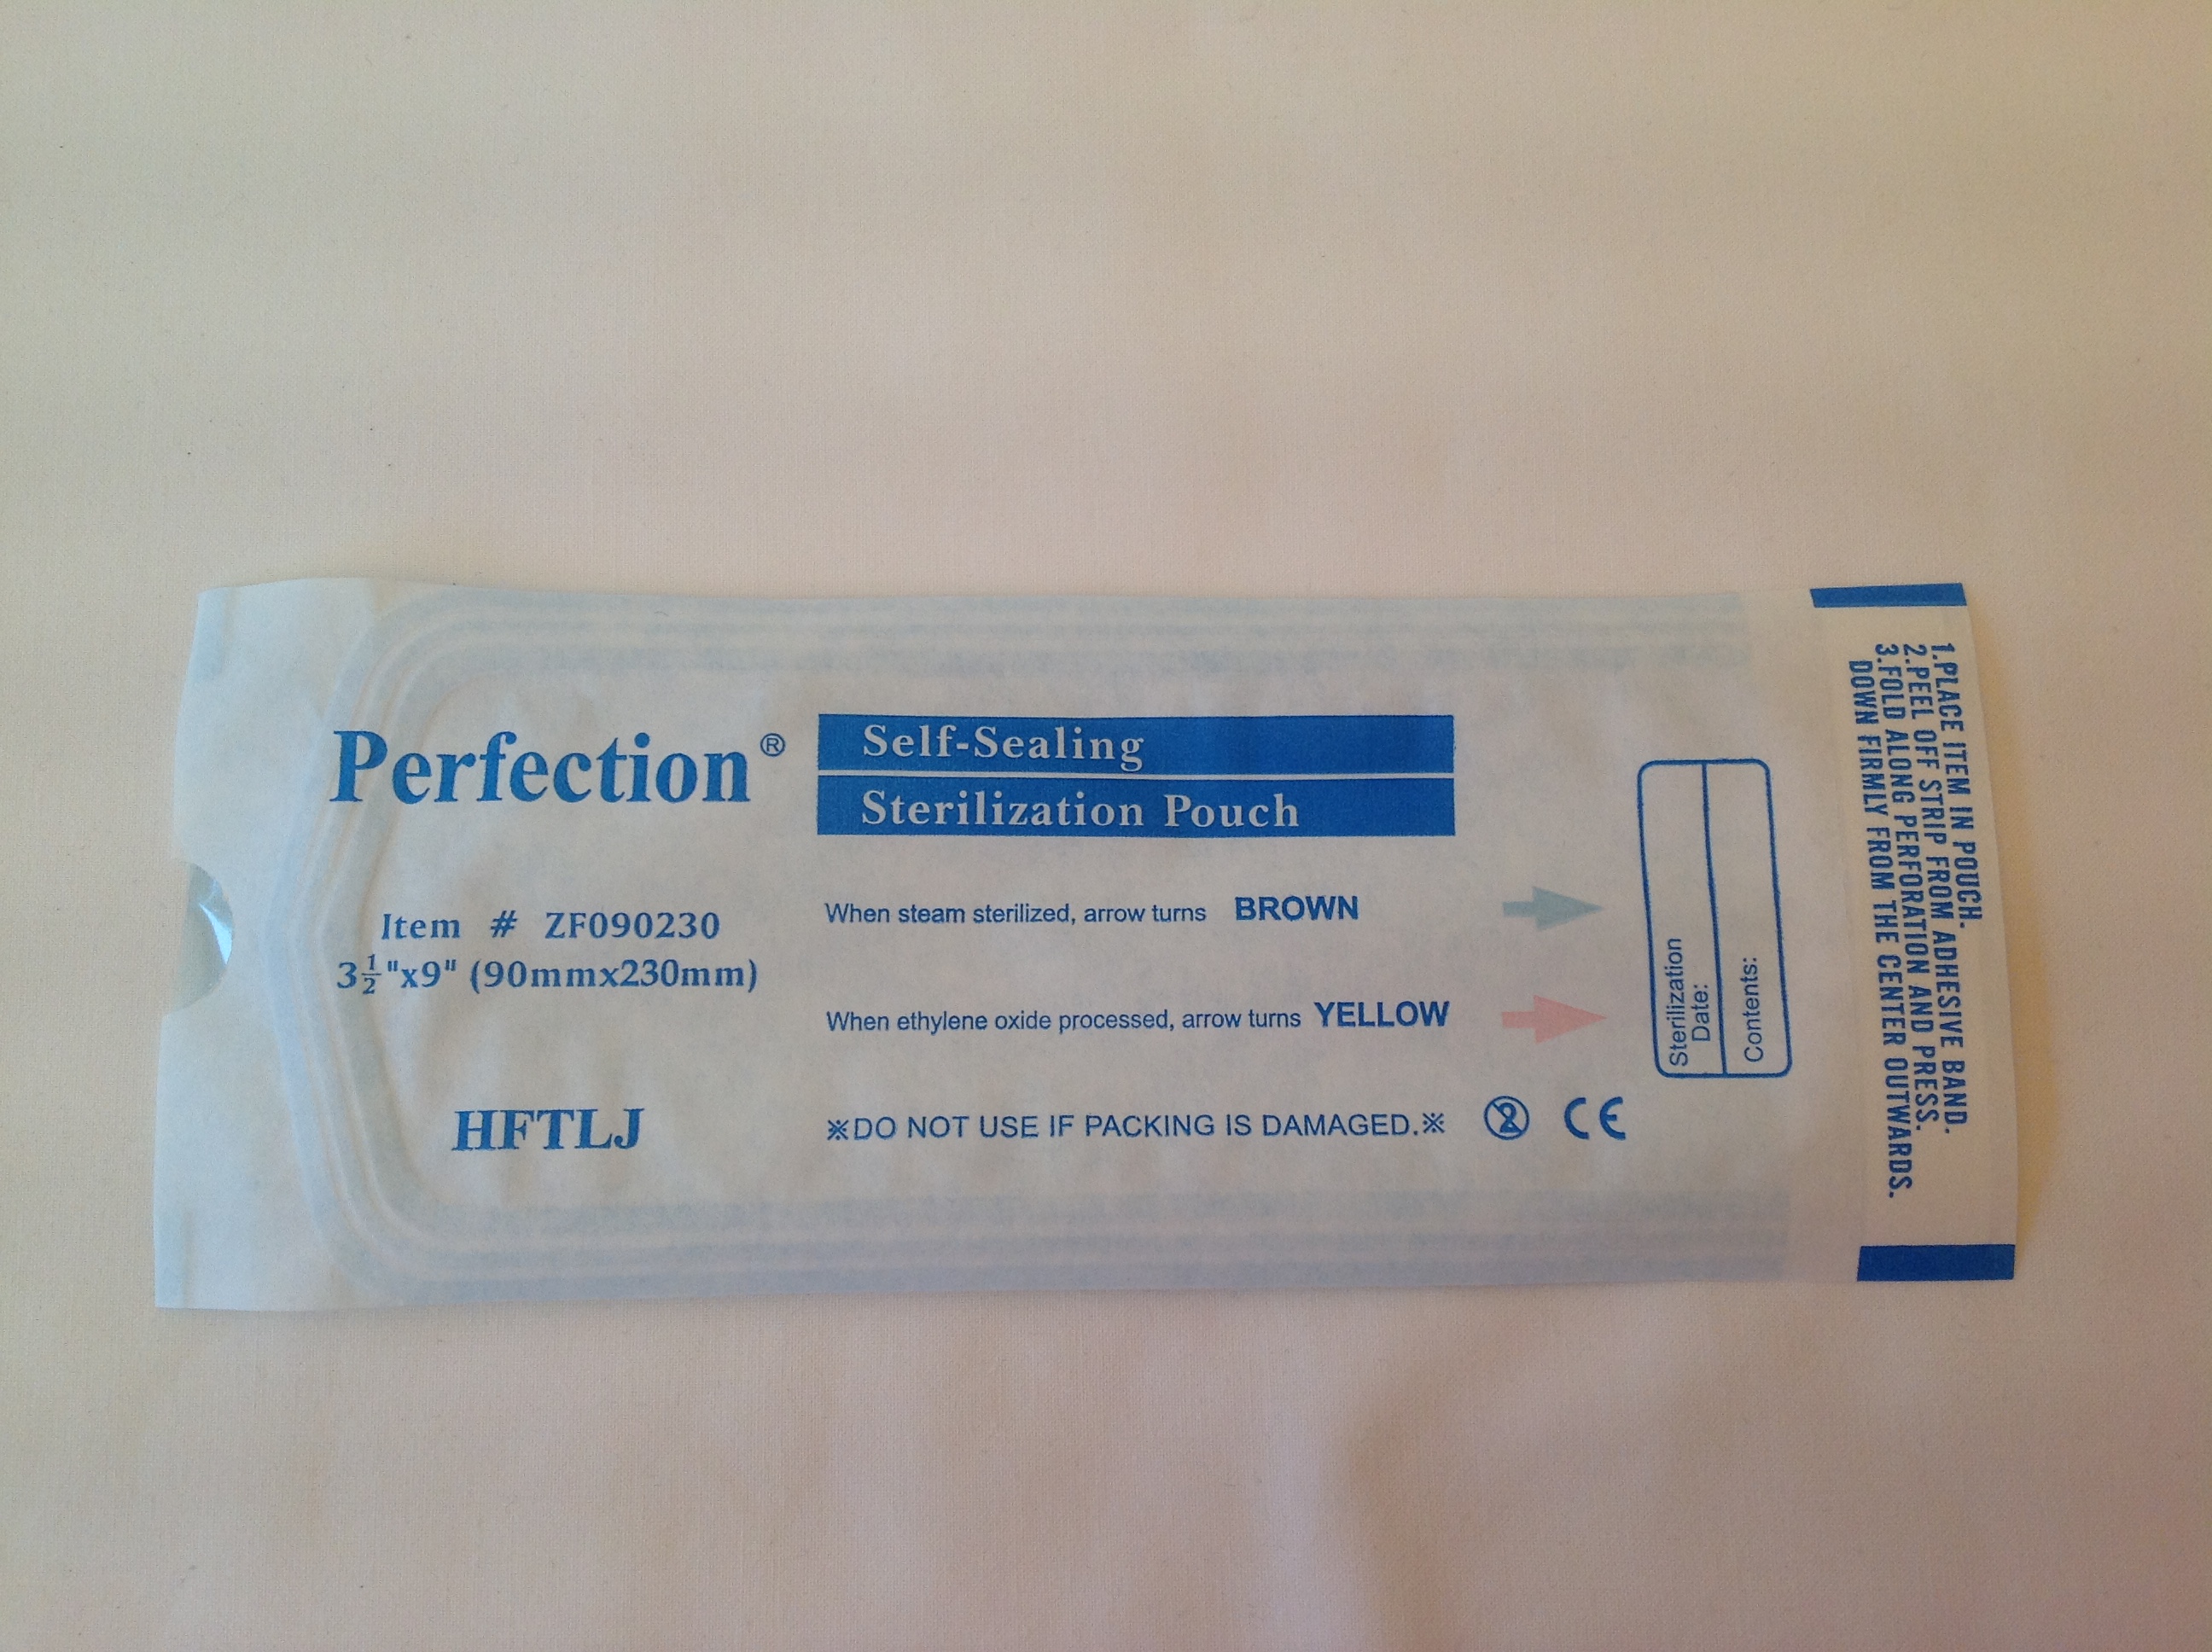 Perfection®
Self-Sealing
Sterilization Pouch
Item # ZF090230
3½"x9" (90mmx230mm)
HFTLJ
When steam sterilized, arrow turns BROWN
When ethylene oxide processed, arrow turns YELLOW
※DO NOT USE IF PACKING IS DAMAGED.※ 2 CE
Sterilization
Date:
Contents:
1.PLACE ITEM IN POUCH.
2.PEEL OFF STRIP FROM ADHESIVE BAND.
3.FOLD ALONG PERFORATION AND PRESS.
DOWN FIRMLY FROM THE CENTER OUTWARDS.